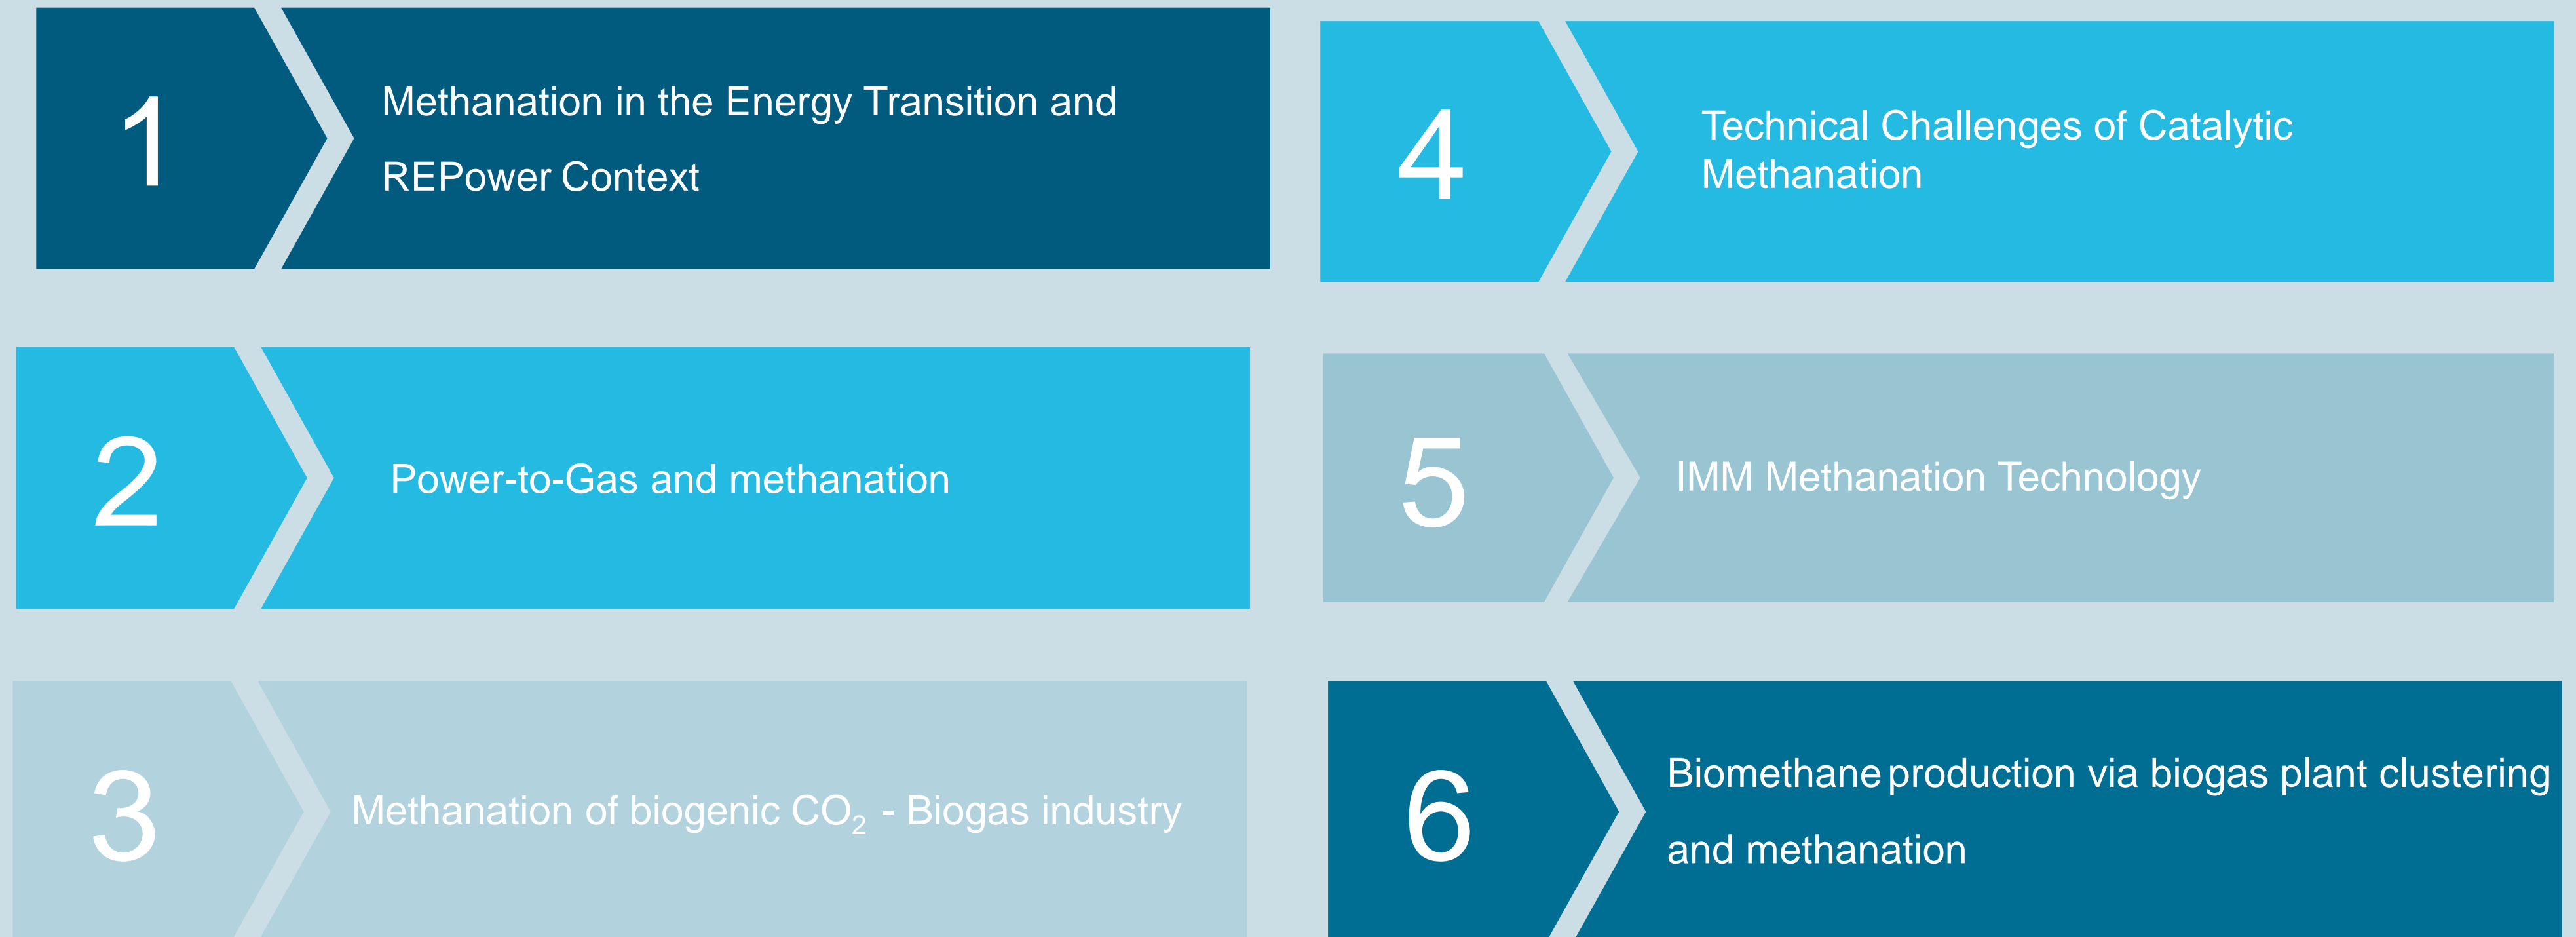 1
Methanation in the Energy Transition and
REPower Context
2
Power-to-Gas and methanation
3
Methanation of biogenic CO₂ - Biogas industry
4
Technical Challenges of Catalytic
Methanation
5
IMM Methanation Technology
6
Biomethane production via biogas plant clustering
and methanation